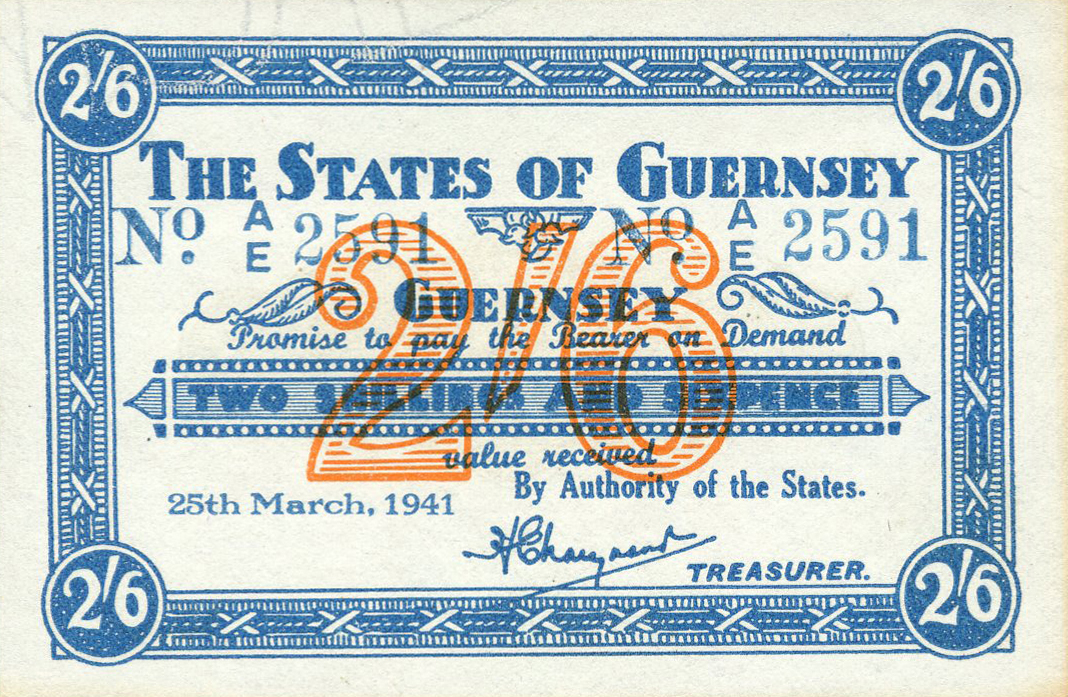 2/6 2/6
THE STATES OF GUERNSEY
Nº. A/E 2591 Nº. A/E 2591
2/6
GUERNSEY
Promise to pay the Bearer on Demand
TWO SHILLINGS AND SIXPENCE
value received
By Authority of the States.
25th March, 1941
TREASURER.
2/6 2/6